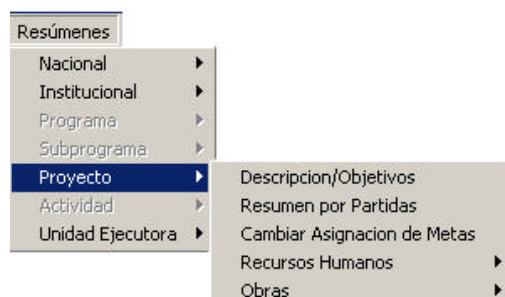 Resúmenes
Nacional
Institucional
Programa
Subprograma
Proyecto
Actividad
Unidad Ejecutora
Descripcion/Objetivos
Resumen por Partidas
Cambiar Asignacion de Metas
Recursos Humanos
Obras